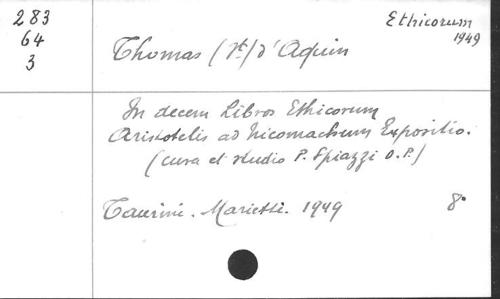 283
64
3
Ethicorum
1949
Thomas (St) d'Aquin
In decem Libros Ethicorum
Aristotelis ad Nicomachum Expositio.
(cura et studio P. Spiazzi O.P.)
Taurini. Marietti. 1949 8°